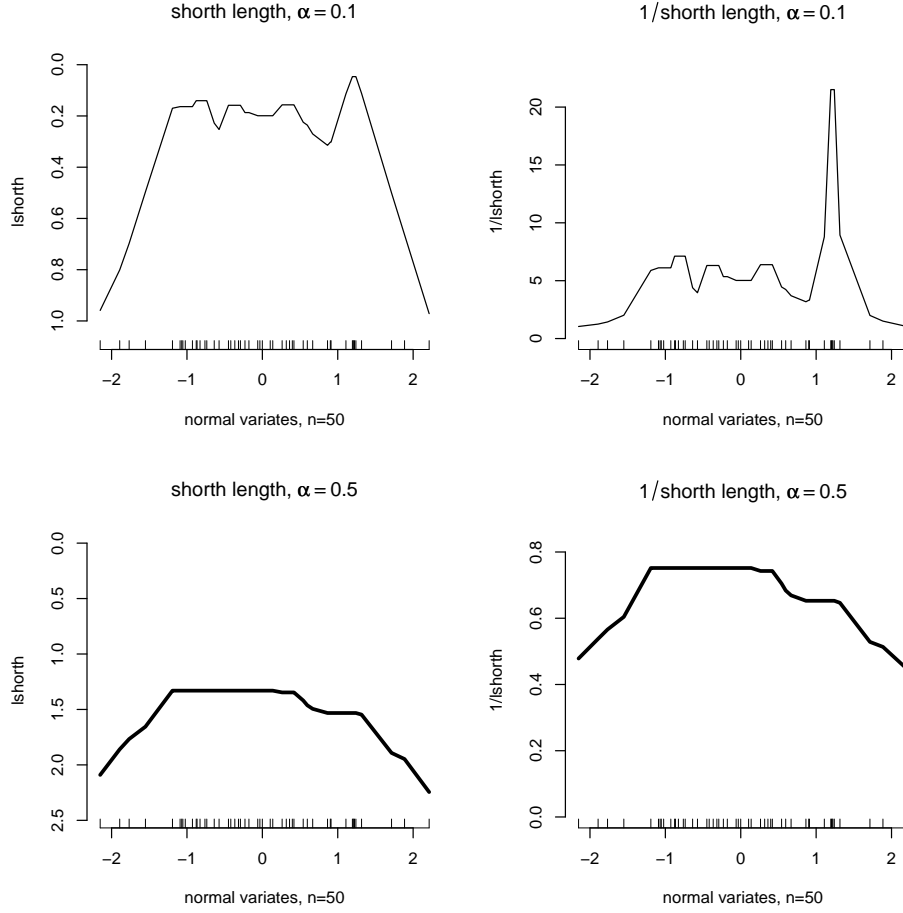 shorth length, α = 0.1
lshorth
0.0
0.2
0.4
0.6
0.8
1.0
−2 −1 0 1 2
normal variates, n=50
1/shorth length, α = 0.1
1/lshorth
20
15
10
5
0
−2 −1 0 1 2
normal variates, n=50
shorth length, α = 0.5
lshorth
0.0
0.5
1.0
1.5
2.0
2.5
−2 −1 0 1 2
normal variates, n=50
1/shorth length, α = 0.5
1/lshorth
0.8
0.6
0.4
0.2
0.0
−2 −1 0 1 2
normal variates, n=50